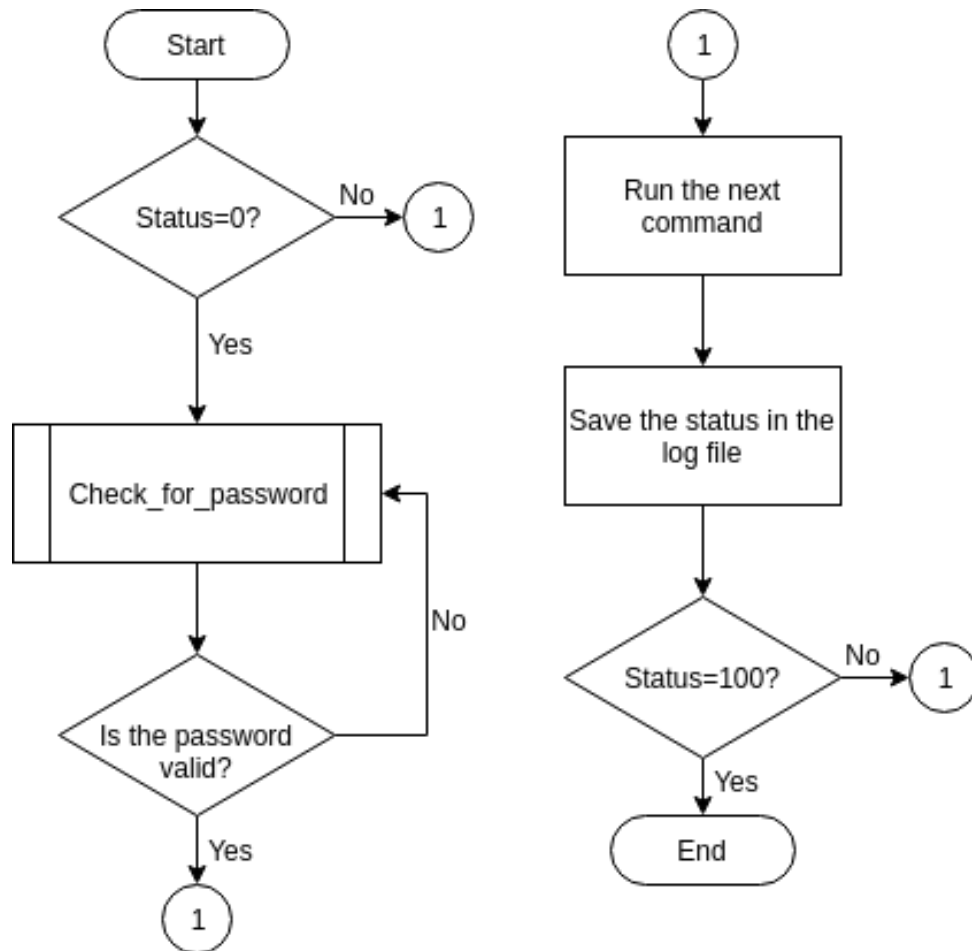 Start
Status=0?
No
1
Yes
Check_for_password
No
Is the password
valid?
Yes
1
1
Run the next
command
Save the status in the
log file
Status=100?
No
1
Yes
End